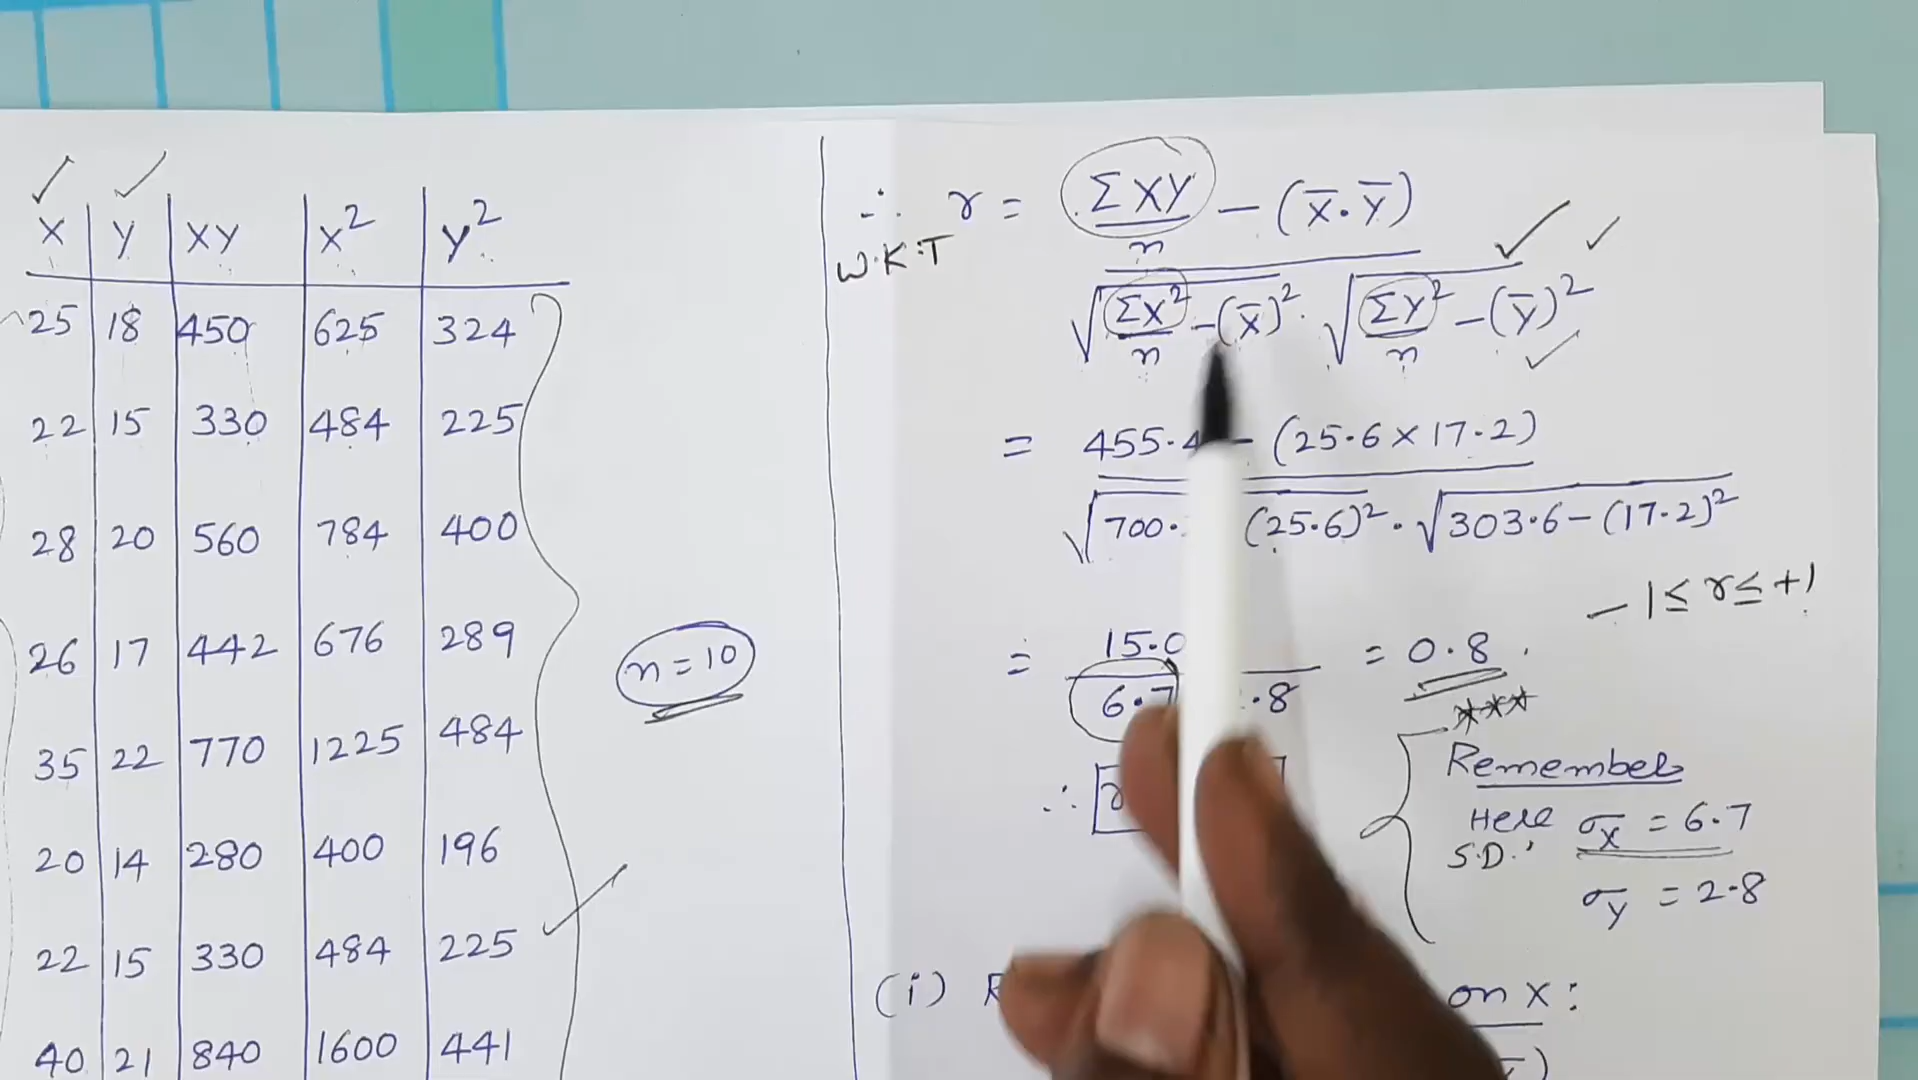 X Y XY X² Y²
25 18 450 625 324
22 15 330 484 225
28 20 560 784 400
26 17 442 676 289
35 22 770 1225 484
20 14 280 400 196
22 15 330 484 225
40 21 840 1600 441
n = 10
∴ r = ΣXY/n − (X̄·Ȳ)
W.K.T
√ΣX²/n − (X̄)² · √ΣY²/n − (Ȳ)²
= 455.4 − (25.6 × 17.2)
√700. (25.6)² · √303.6 − (17.2)²
− 1 ≤ r ≤ +1
= 15.0 = 0.8
6.7 .8
∴ r
***
Remember
Here σx = 6.7
S.D.
σy = 2.8
(i) R on X: